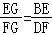 EG/FG = BE/DF